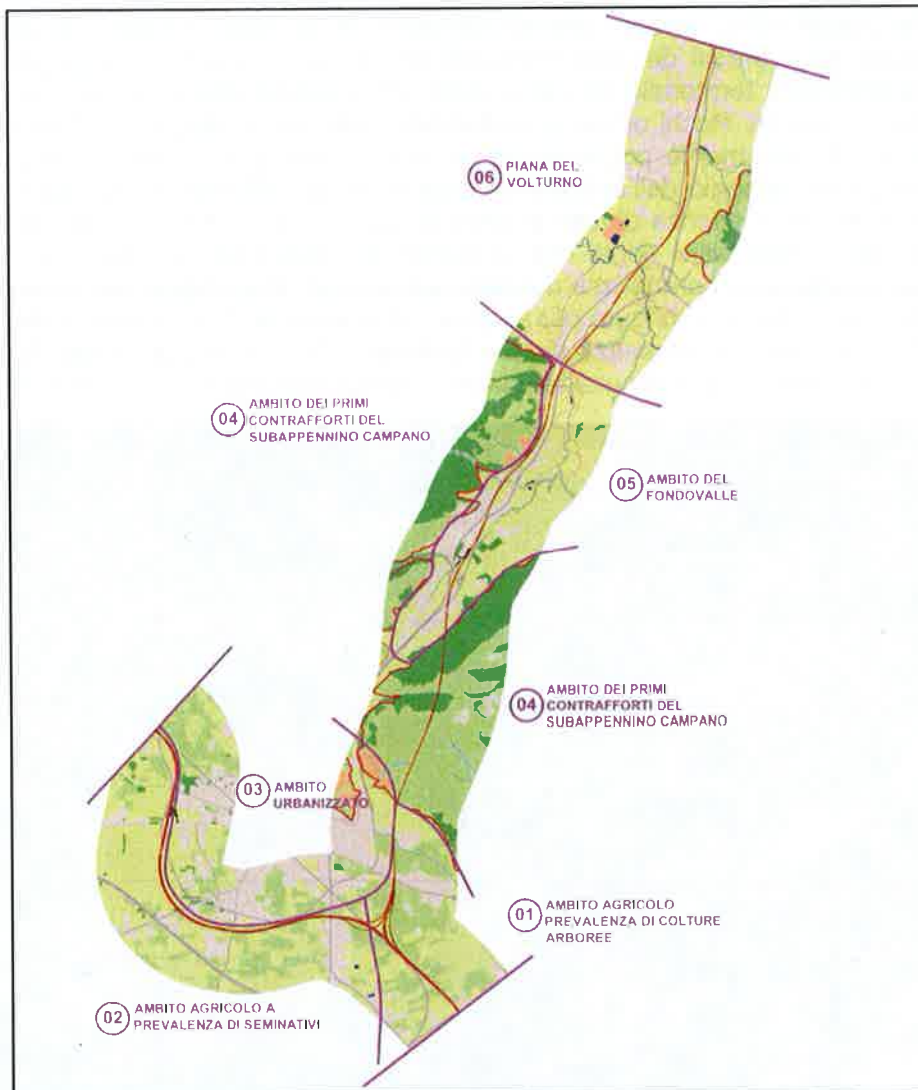 06 PIANA DEL
VOLTURNO
04 AMBITO DEI PRIMI
CONTRAFFORTI DEL
SUBAPPENNINO CAMPANO
05 AMBITO DEL
FONDOVALLE
04 AMBITO DEI PRIMI
CONTRAFFORTI DEL
SUBAPPENNINO CAMPANO
03 AMBITO
URBANIZZATO
01 AMBITO AGRICOLO
PREVALENZA DI COLTURE
ARBOREE
02 AMBITO AGRICOLO A
PREVALENZA DI SEMINATIVI